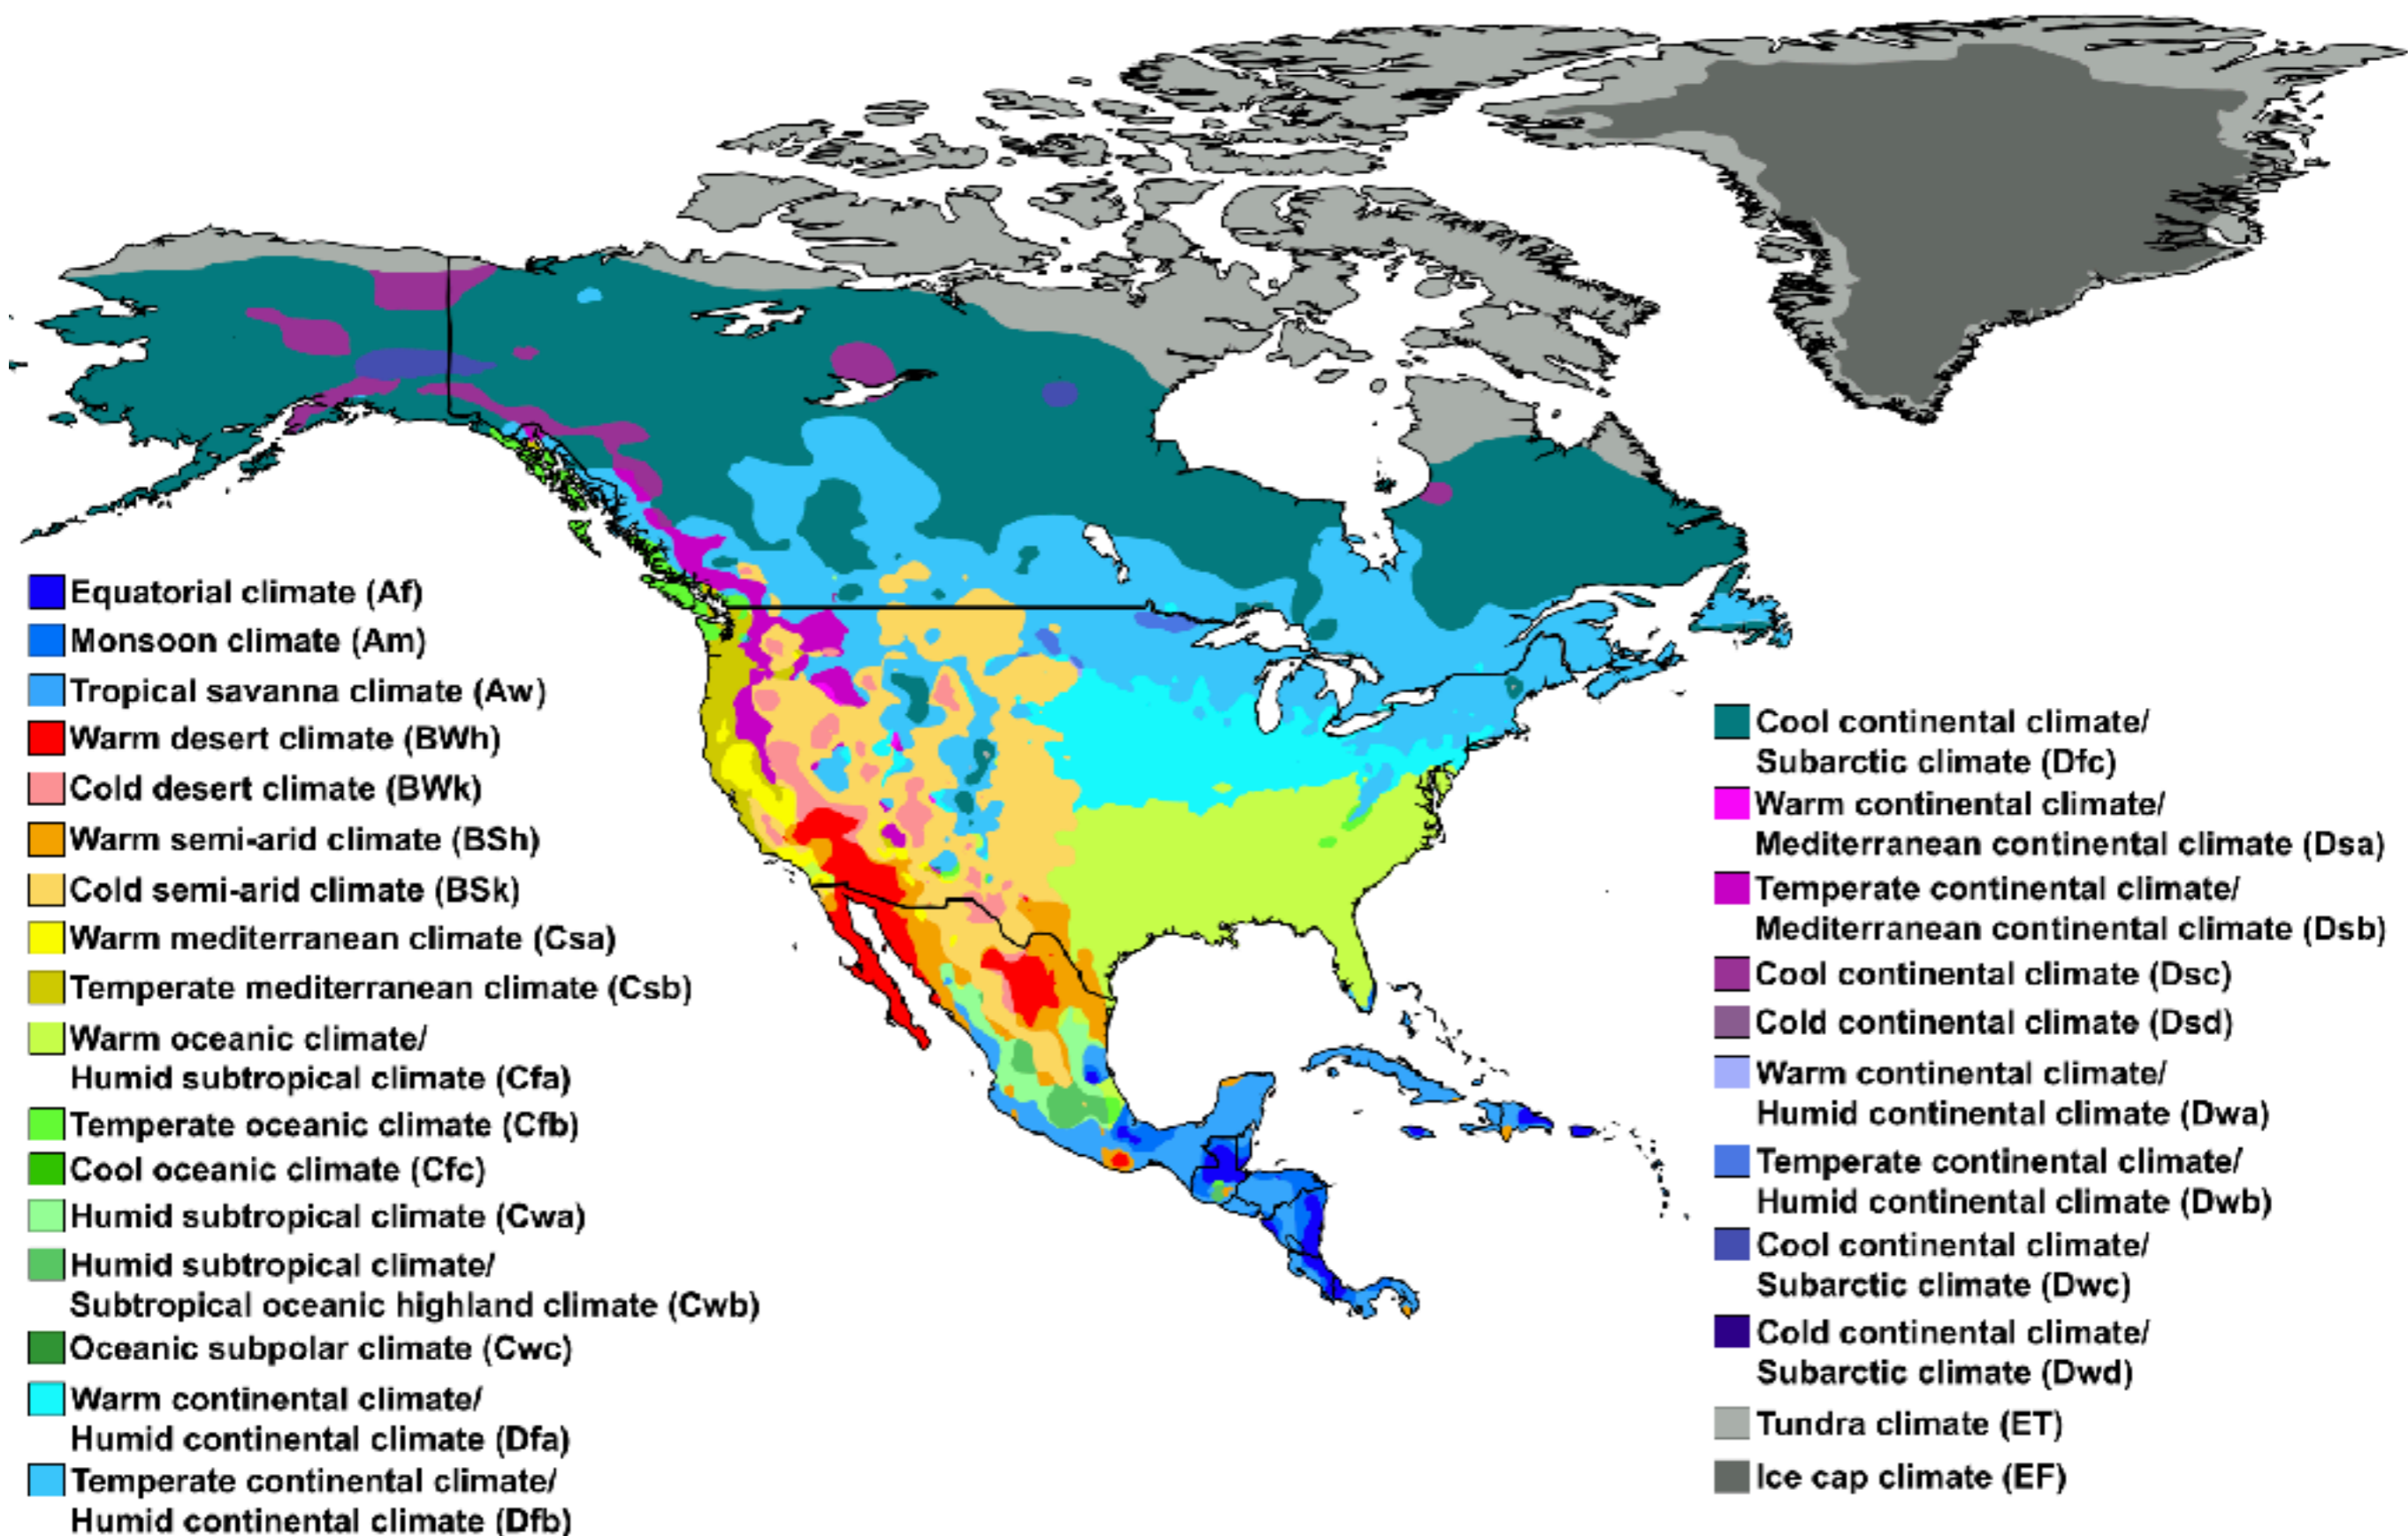 Equatorial climate (Af)
Monsoon climate (Am)
Tropical savanna climate (Aw)
Warm desert climate (BWh)
Cold desert climate (BWk)
Warm semi-arid climate (BSh)
Cold semi-arid climate (BSk)
Warm mediterranean climate (Csa)
Temperate mediterranean climate (Csb)
Warm oceanic climate/
Humid subtropical climate (Cfa)
Temperate oceanic climate (Cfb)
Cool oceanic climate (Cfc)
Humid subtropical climate (Cwa)
Humid subtropical climate/
Subtropical oceanic highland climate (Cwb)
Oceanic subpolar climate (Cwc)
Warm continental climate/
Humid continental climate (Dfa)
Temperate continental climate/
Humid continental climate (Dfb)
Cool continental climate/
Subarctic climate (Dfc)
Warm continental climate/
Mediterranean continental climate (Dsa)
Temperate continental climate/
Mediterranean continental climate (Dsb)
Cool continental climate (Dsc)
Cold continental climate (Dsd)
Warm continental climate/
Humid continental climate (Dwa)
Temperate continental climate/
Humid continental climate (Dwb)
Cool continental climate/
Subarctic climate (Dwc)
Cold continental climate/
Subarctic climate (Dwd)
Tundra climate (ET)
Ice cap climate (EF)